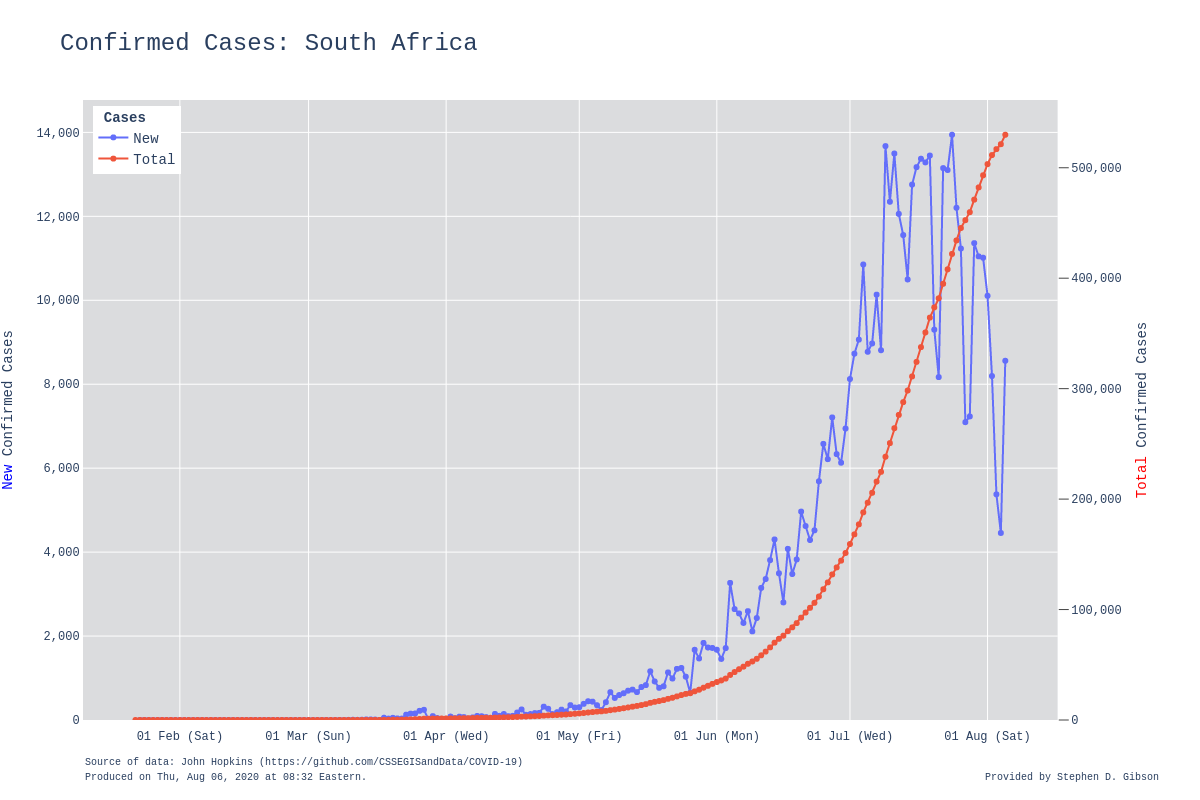 Confirmed Cases: South Africa
Cases
New
Total
14,000
12,000
10,000
8,000
6,000
4,000
2,000
0
500,000
400,000
300,000
200,000
100,000
0
New Confirmed Cases
Total Confirmed Cases
01 Feb (Sat)
01 Mar (Sun)
01 Apr (Wed)
01 May (Fri)
01 Jun (Mon)
01 Jul (Wed)
01 Aug (Sat)
Source of data: John Hopkins (https://github.com/CSSEGISandData/COVID-19)
Produced on Thu, Aug 06, 2020 at 08:32 Eastern.
Provided by Stephen D. Gibson